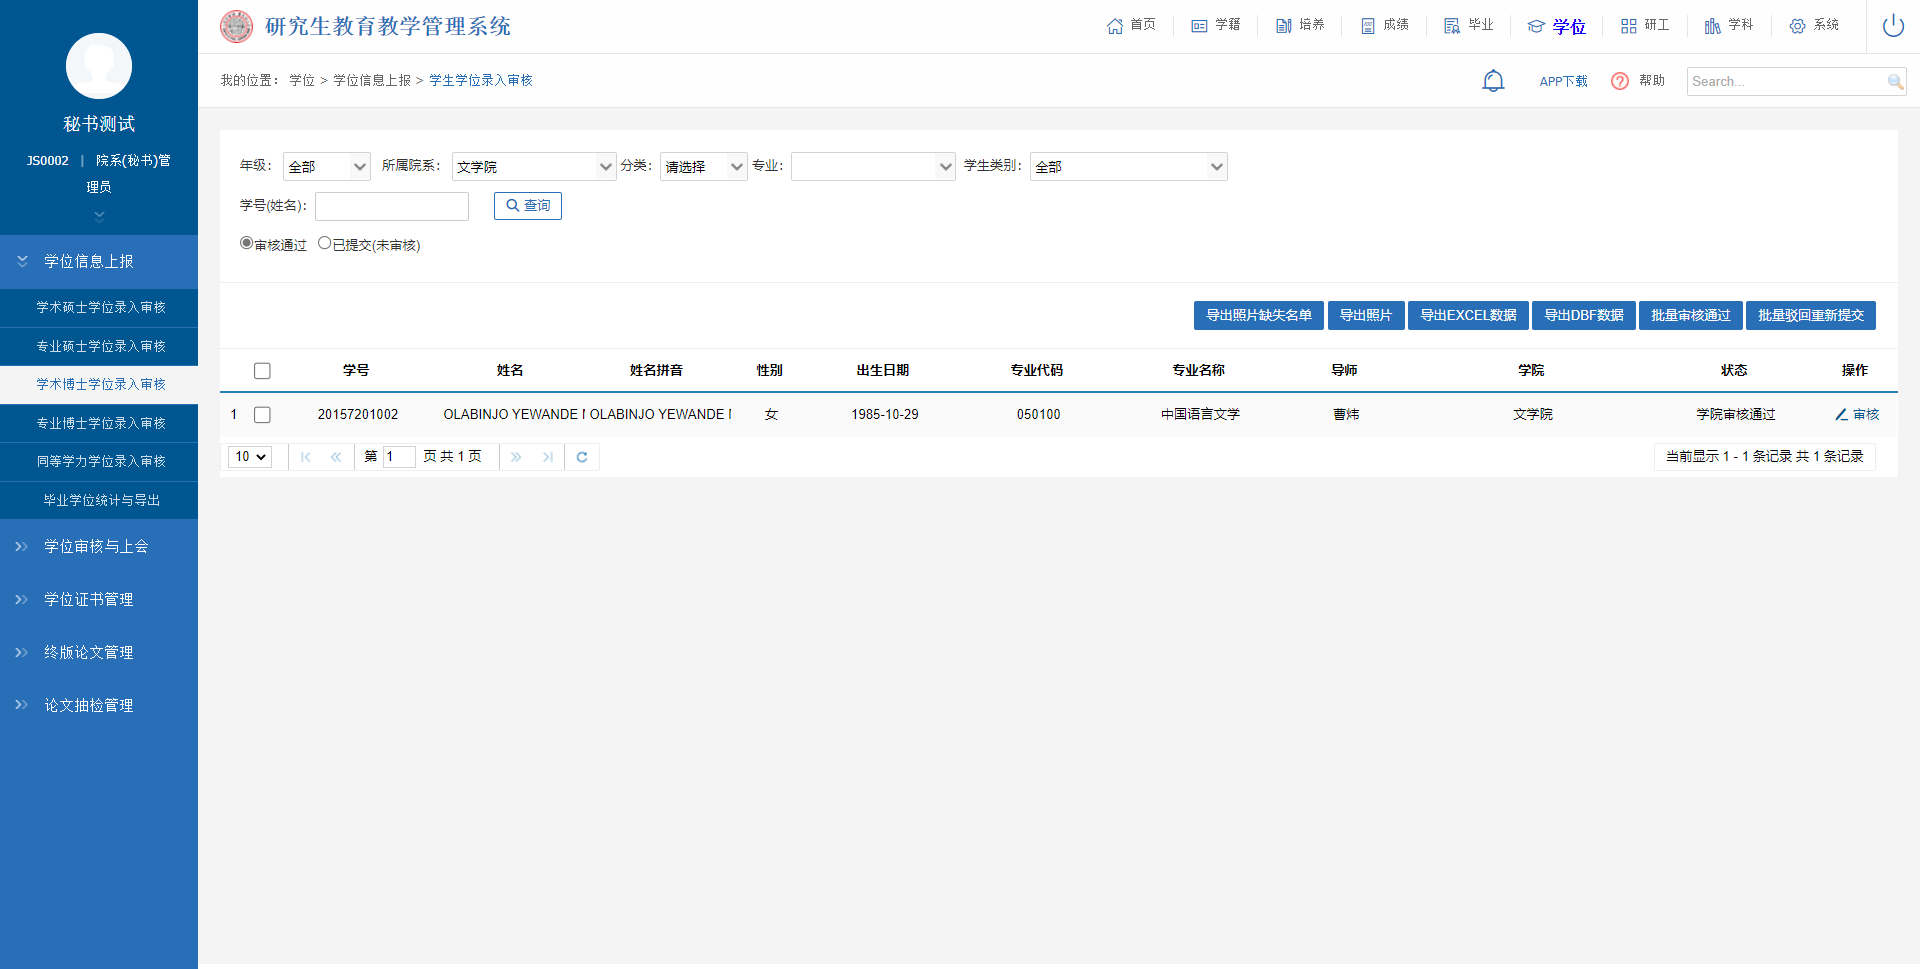 研究生教育教学管理系统
首页
学籍
培养
成绩
毕业
学位
研工
学科
系统
我的位置： 学位 > 学位信息上报 > 学生学位录入审核
APP下载
帮助
Search...
秘书测试
JS0002 | 院系(秘书)管
理员
学位信息上报
学术硕士学位录入审核
专业硕士学位录入审核
学术博士学位录入审核
专业博士学位录入审核
同等学力学位录入审核
毕业学位统计与导出
学位审核与上会
学位证书管理
终版论文管理
论文抽检管理
年级： 全部 所属院系： 文学院 分类： 请选择 专业： 学生类别： 全部
学号(姓名)： 查询
审核通过 已提交(未审核)
导出照片缺失名单 导出照片 导出EXCEL数据 导出DBF数据 批量审核通过 批量驳回重新提交
学号 姓名 姓名拼音 性别 出生日期 专业代码 专业名称 导师 学院 状态 操作
1 20157201002 OLABINJO YEWANDE OLABINJO YEWANDE 女 1985-10-29 050100 中国语言文学 曹炜 文学院 学院审核通过 审核
10 第 1 页 共 1 页 当前显示 1 - 1 条记录 共 1 条记录